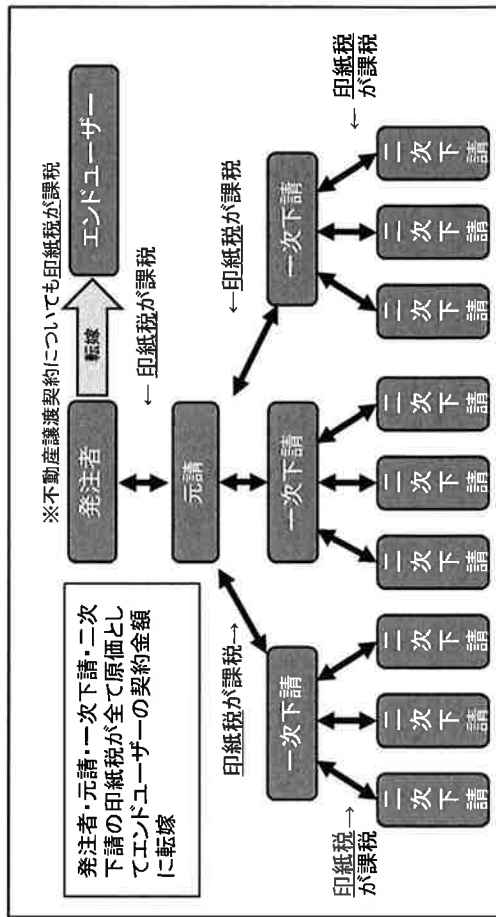 ※不動産譲渡契約についても印紙税が課税
発注者
転嫁
エンドユーザー
発注者・元請・一次下請・二次
下請の印紙税が全て原価とし
てエンドユーザーの契約金額
に転嫁
← 印紙税が課税
元請
印紙税が課税→
←印紙税が課税
一次下請
一次下請
一次下請
印紙税→
が課税
← 印紙税
が課税
二次下請
二次下請
二次下請
二次下請
二次下請
二次下請
二次下請
二次下請
二次下請